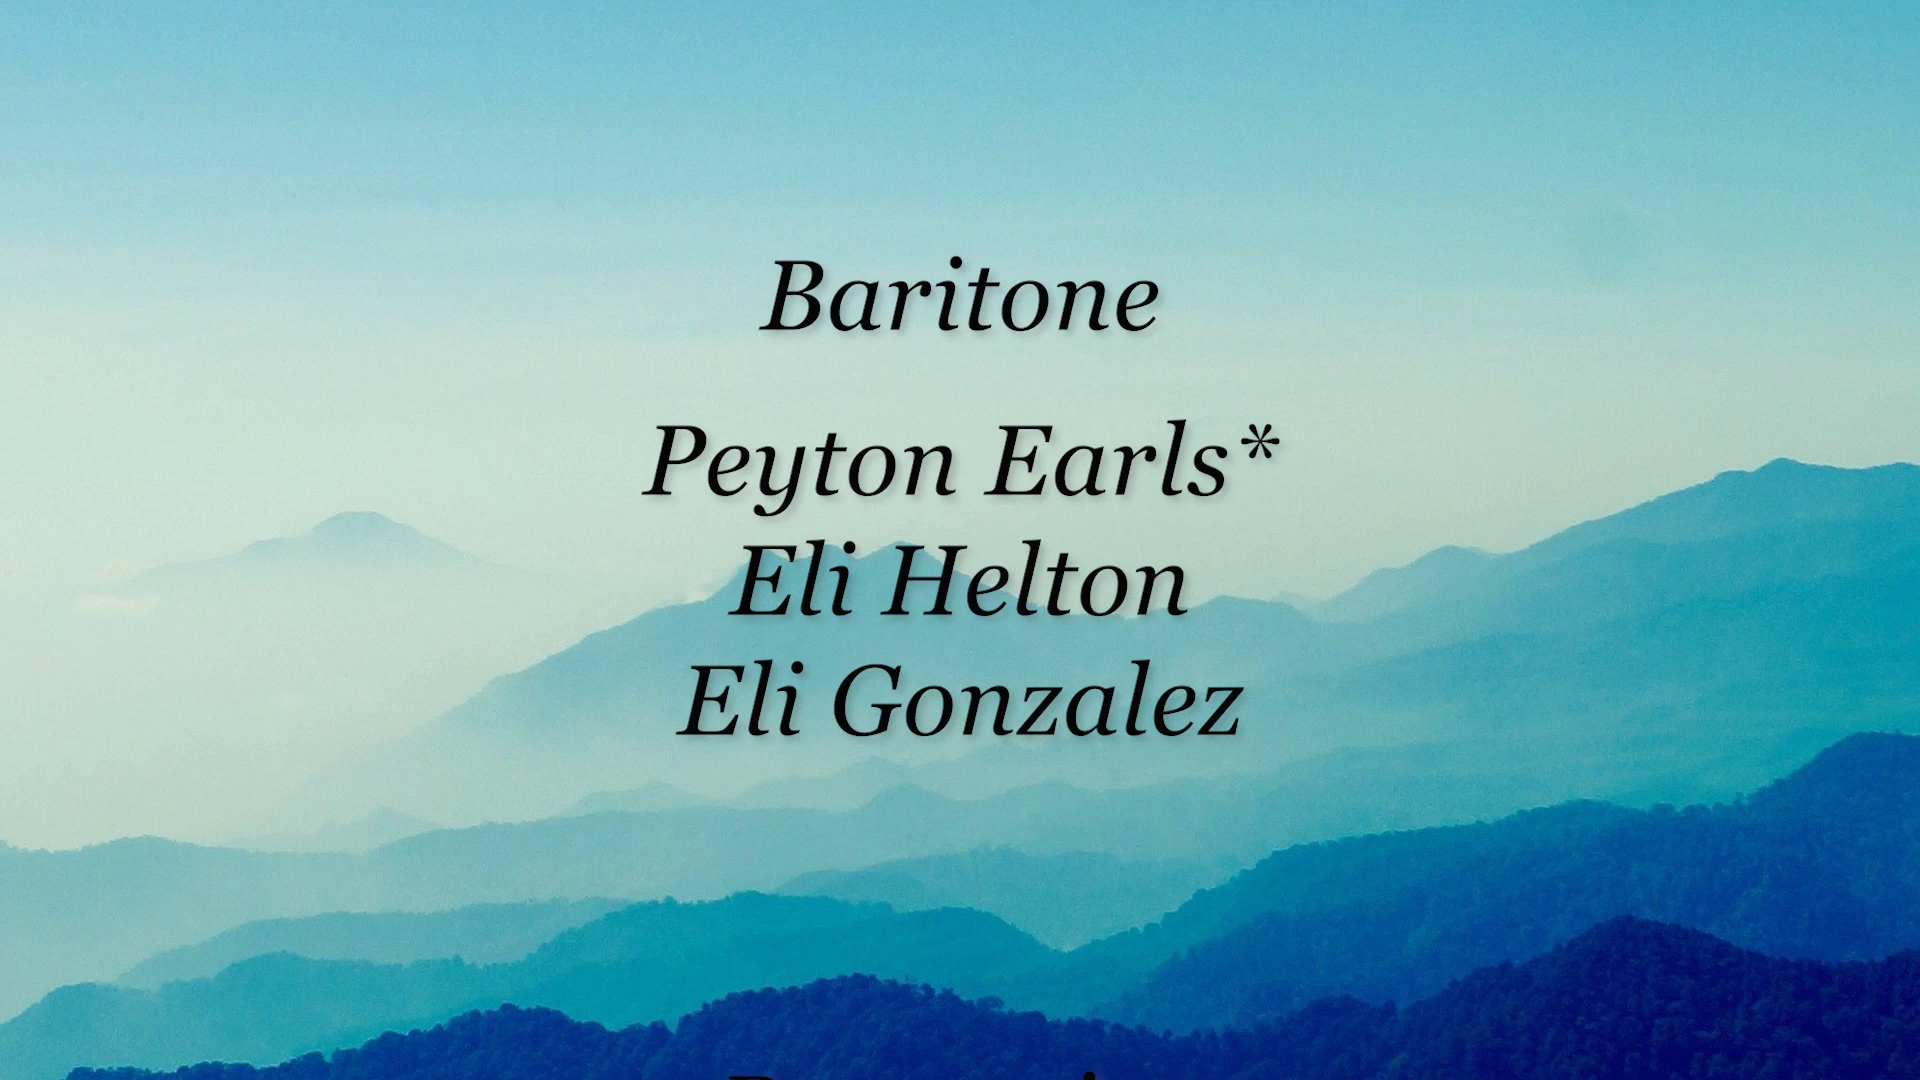 Baritone
Peyton Earls*
Eli Helton
Eli Gonzalez